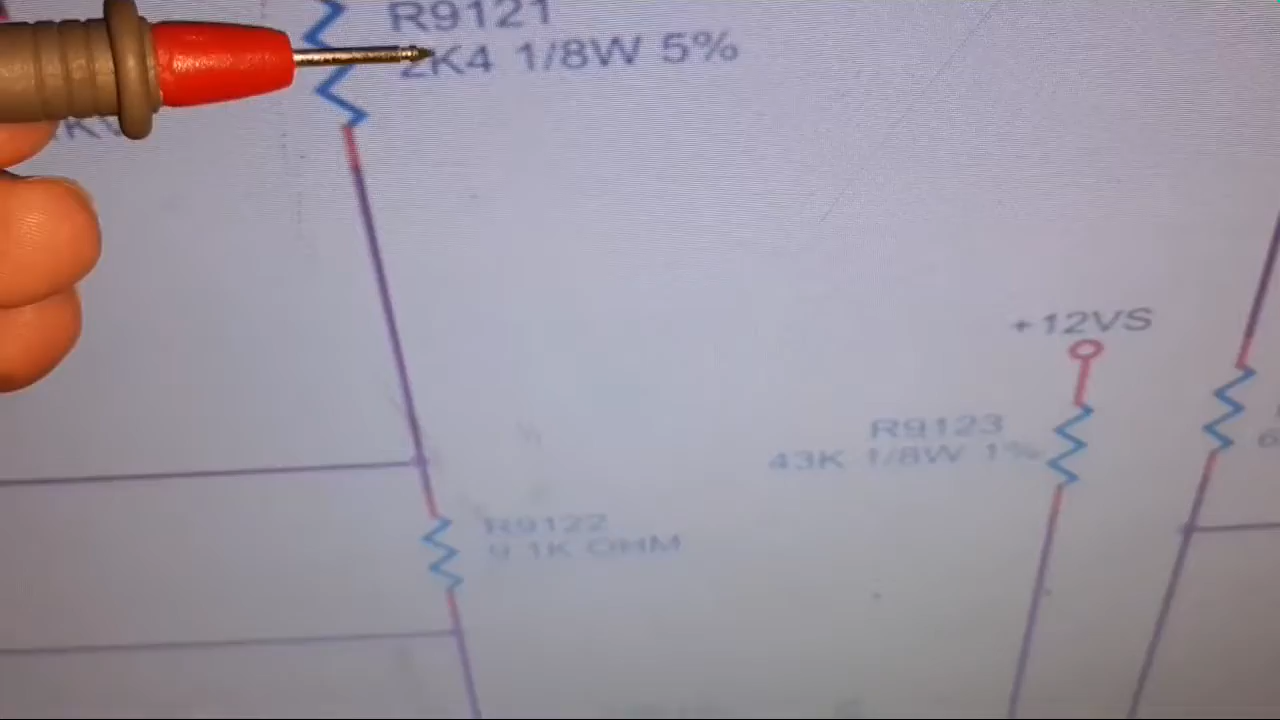 R9121
2K4 1/8W 5%
+12VS
R9123
43K 1/8W 1%
R9122
9.1K OHM